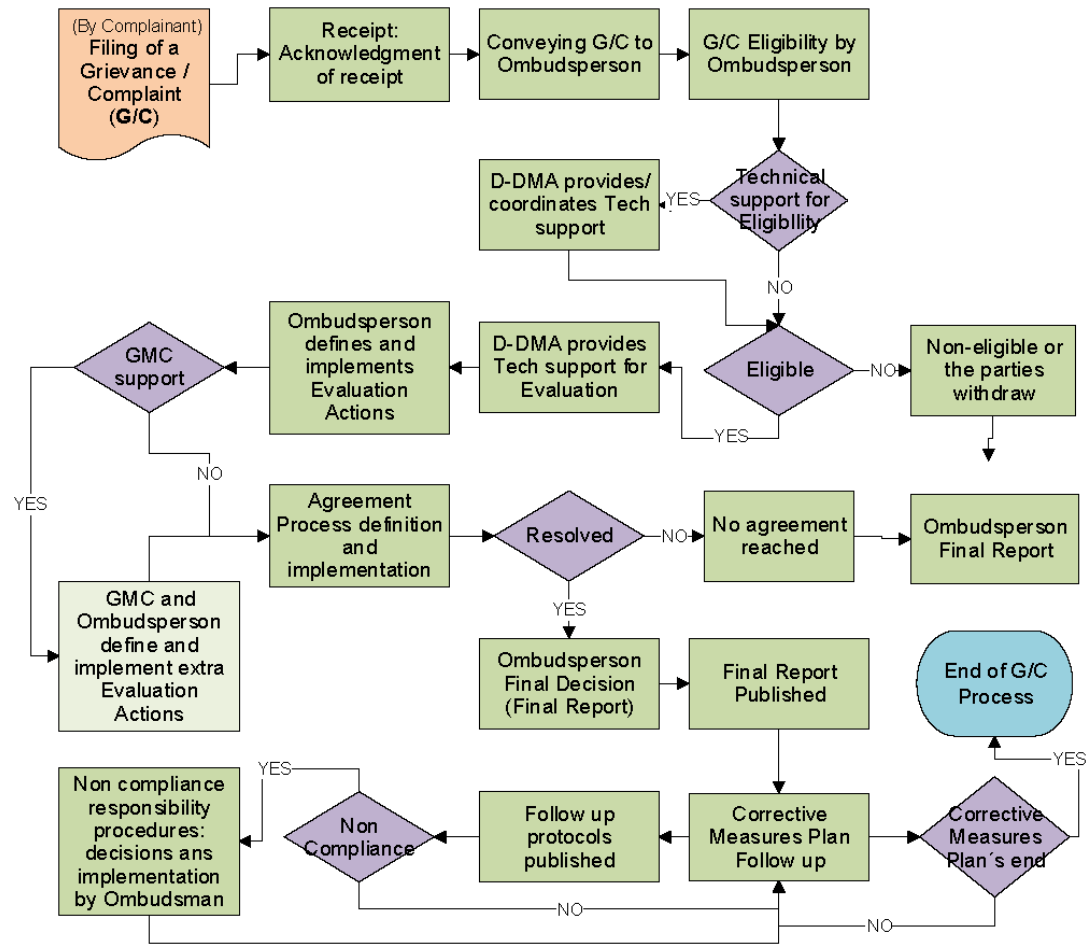 (By Complainant)
Filing of a
Grievance /
Complaint
(G/C)
Receipt:
Acknowledgment
of receipt
Conveying G/C to
Ombudsperson
G/C Eligibility by
Ombudsperson
Technical
support for
Eligibllity
YES
D-DMA provides/
coordinates Tech
support
NO
Eligible
NO
Non-eligible or
the parties
withdraw
YES
D-DMA provides
Tech support for
Evaluation
Ombudsperson
defines and
implements
Evaluation
Actions
GMC
support
YES
NO
GMC and
Ombudsperson
define and
implement extra
Evaluation
Actions
Agreement
Process definition
and
implementation
Resolved
NO
No agreement
reached
Ombudsperson
Final Report
YES
Ombudsperson
Final Decision
(Final Report)
Final Report
Published
End of G/C
Process
YES
Corrective
Measures
Plan´s end
Corrective
Measures Plan
Follow up
Follow up
protocols
published
Non
Compliance
YES
Non compliance
responsibility
procedures:
decisions ans
implementation
by Ombudsman
NO
NO